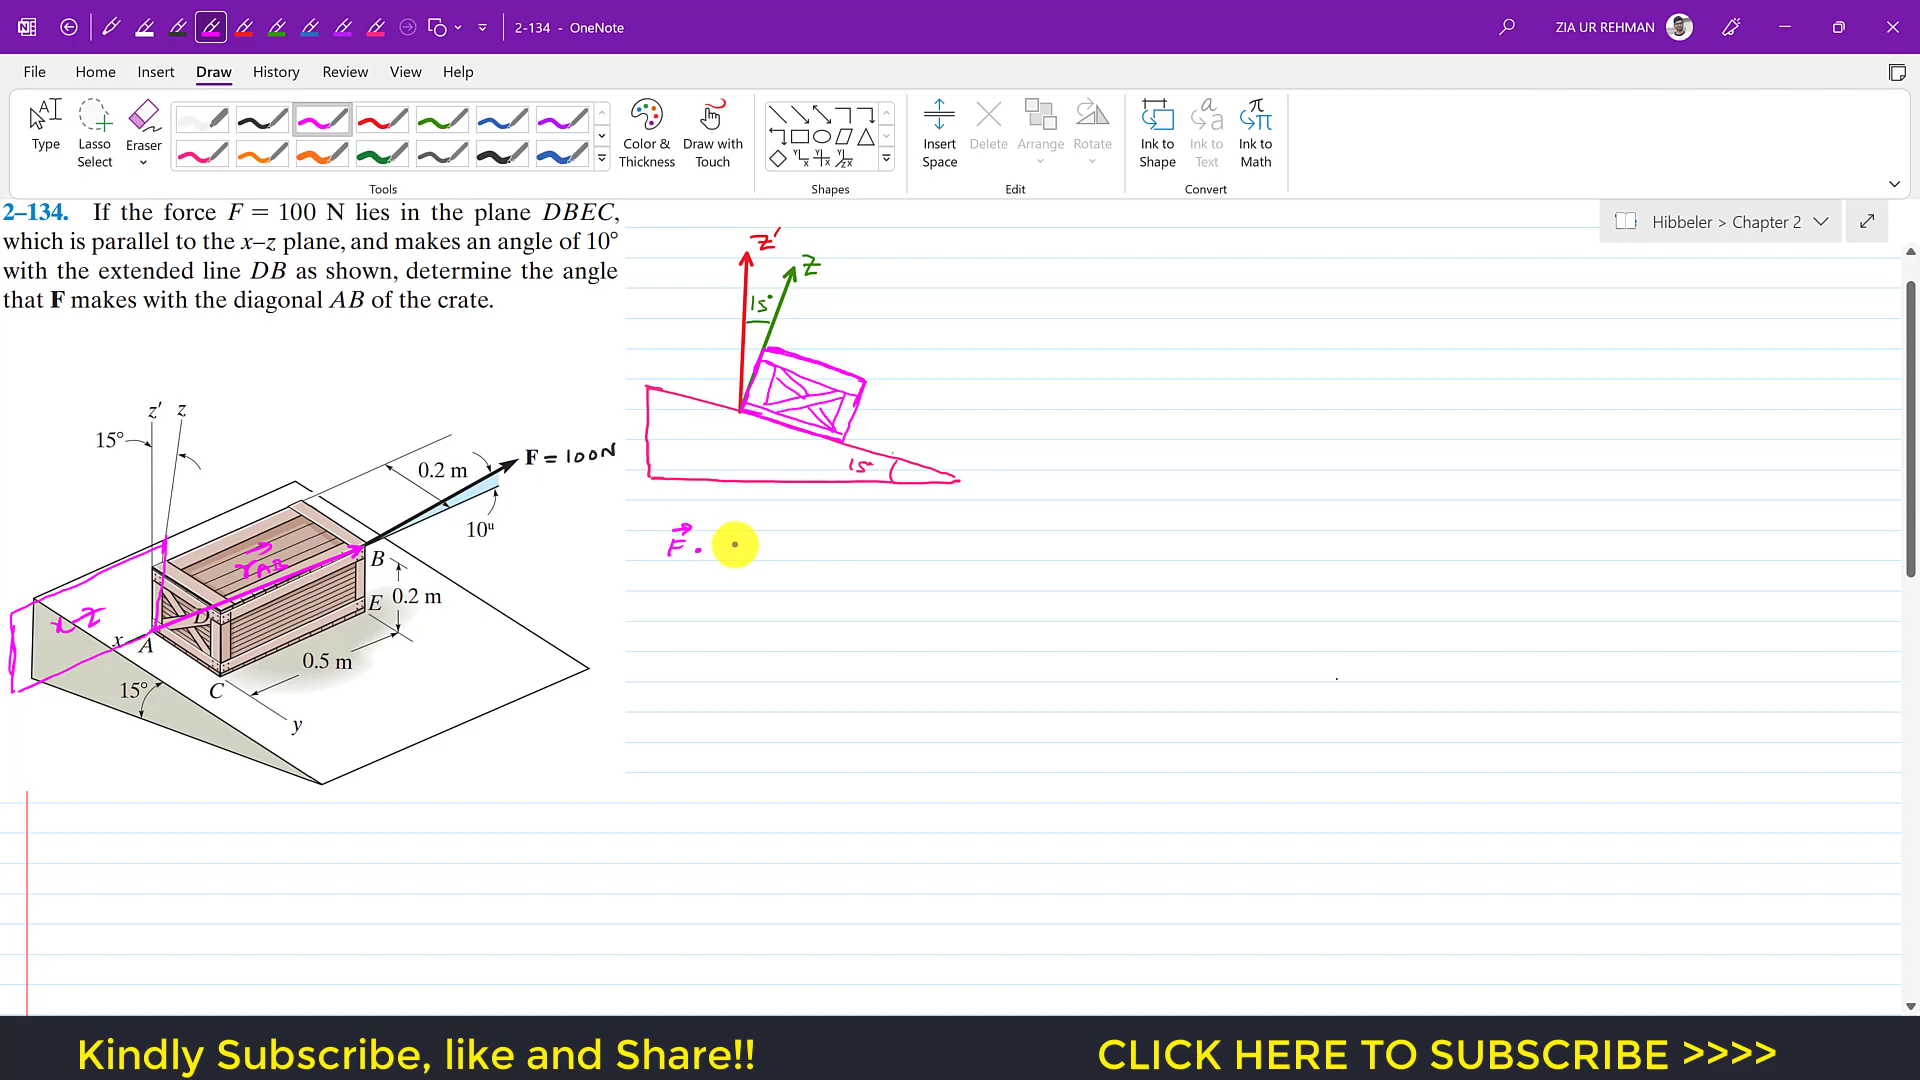 2-134 - OneNote
ZIA UR REHMAN
File Home Insert Draw History Review View Help
Type
Lasso Select
Eraser
Color & Thickness
Draw with Touch
Insert Space
Delete
Arrange
Rotate
Ink to Shape
Ink to Text
Ink to Math
Tools
Shapes
Edit
Convert
Hibbeler > Chapter 2
2–134. If the force F = 100 N lies in the plane DBEC,
which is parallel to the x–z plane, and makes an angle of 10°
with the extended line DB as shown, determine the angle
that F makes with the diagonal AB of the crate.
z'
z
15°
z'
z
15°
F = 100N
0.2 m
10º
15
F⃗ .
B
r⃗AB
E
0.2 m
D
x-z
x
A
0.5 m
C
15°
y
Kindly Subscribe, like and Share!!
CLICK HERE TO SUBSCRIBE >>>>